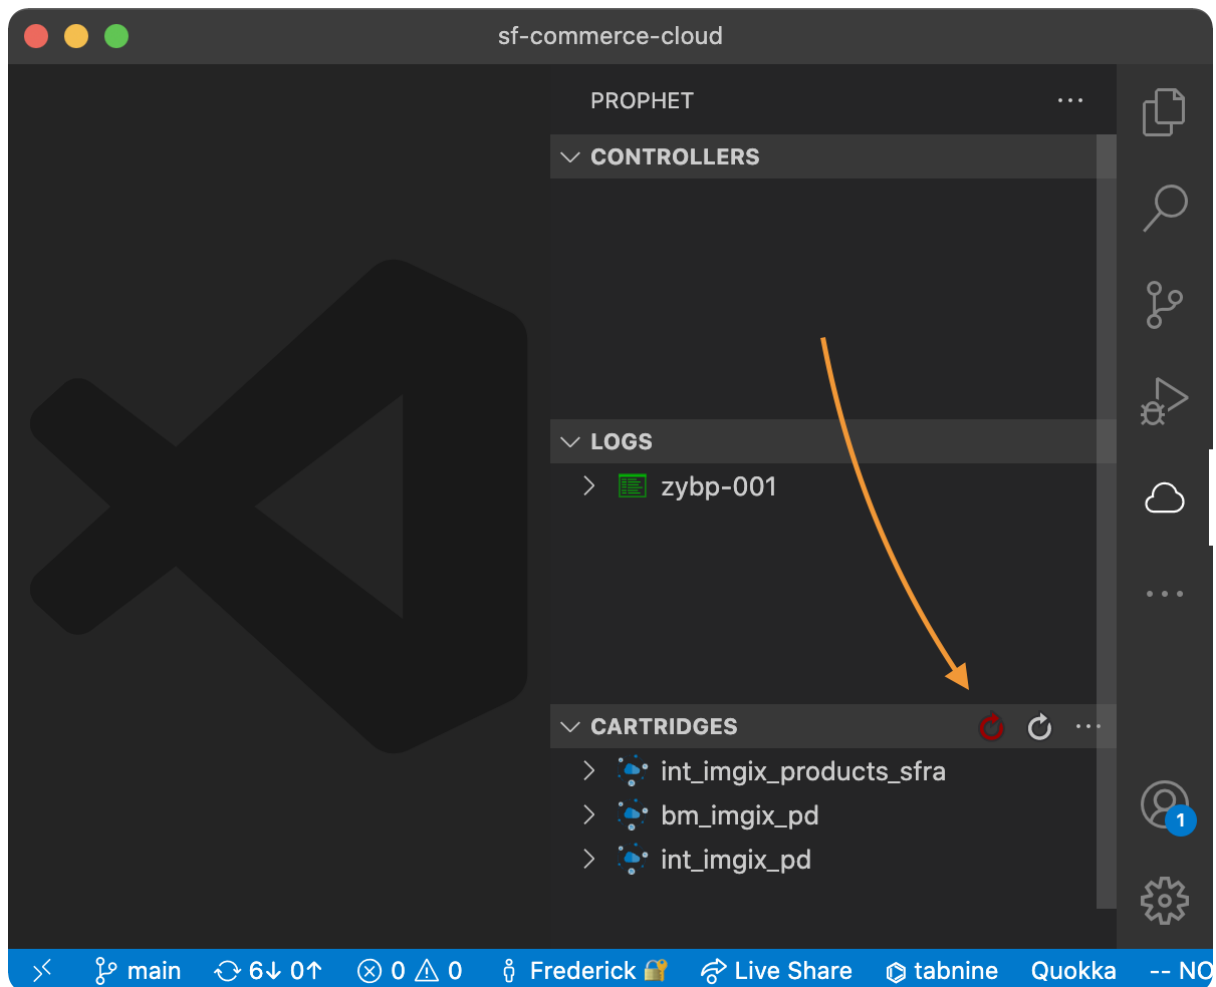 sf-commerce-cloud
PROPHET
CONTROLLERS
LOGS
zybp-001
CARTRIDGES
int_imgix_products_sfra
bm_imgix_pd
int_imgix_pd
1
main 6↓ 0↑ 0 0 Frederick Live Share tabnine Quokka -- NO